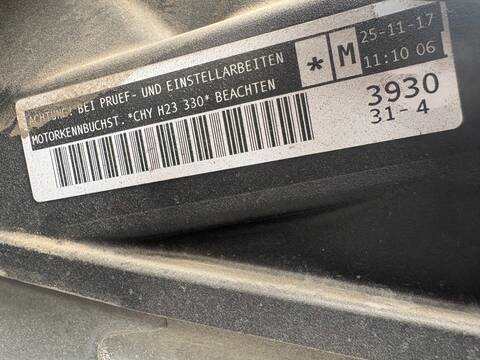 ACHTUNG! BEI PRUEF- UND EINSTELLARBEITEN
MOTORKENNBUCHST. *CHY H23 330* BEACHTEN
* M
25-11-17
11:10 06
3930
31-4